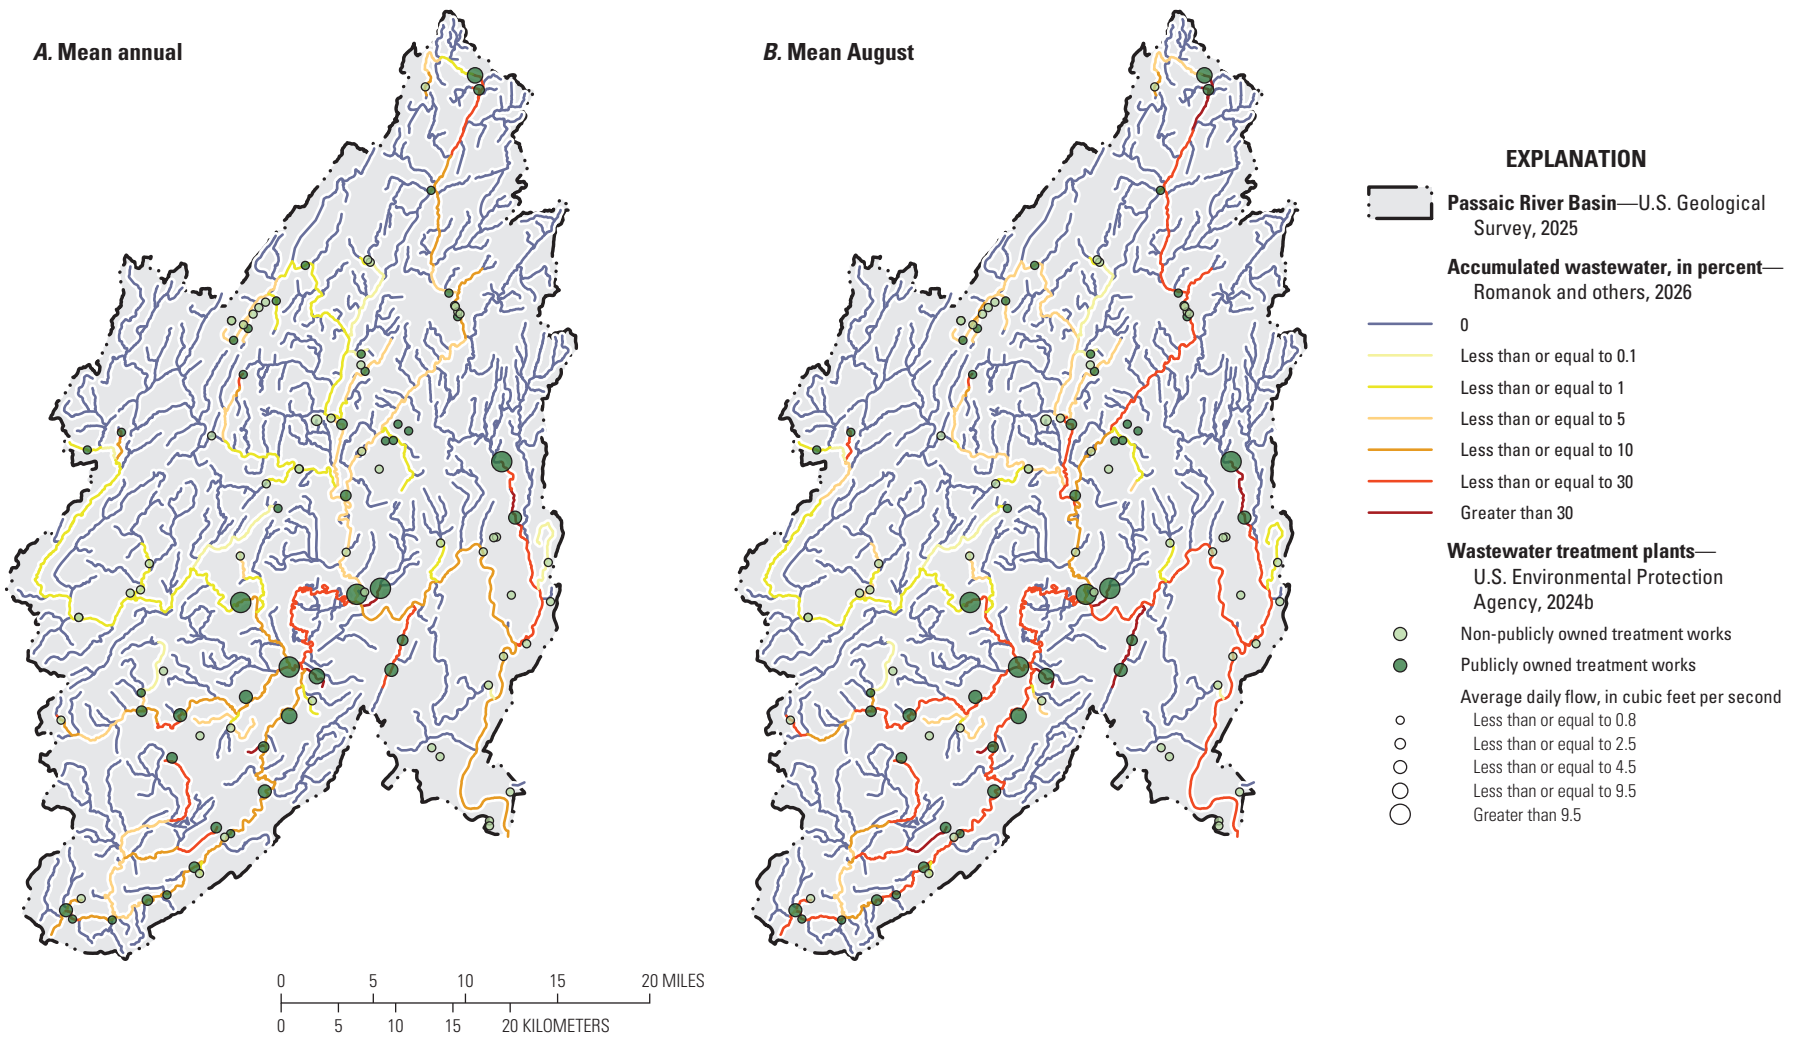 A. Mean annual
B. Mean August
EXPLANATION
Passaic River Basin—U.S. Geological
Survey, 2025
Accumulated wastewater, in percent—
Romanok and others, 2026
0
Less than or equal to 0.1
Less than or equal to 1
Less than or equal to 5
Less than or equal to 10
Less than or equal to 30
Greater than 30
Wastewater treatment plants—
U.S. Environmental Protection
Agency, 2024b
Non-publicly owned treatment works
Publicly owned treatment works
Average daily flow, in cubic feet per second
Less than or equal to 0.8
Less than or equal to 2.5
Less than or equal to 4.5
Less than or equal to 9.5
Greater than 9.5
0 5 10 15 20 MILES
0 5 10 15 20 KILOMETERS